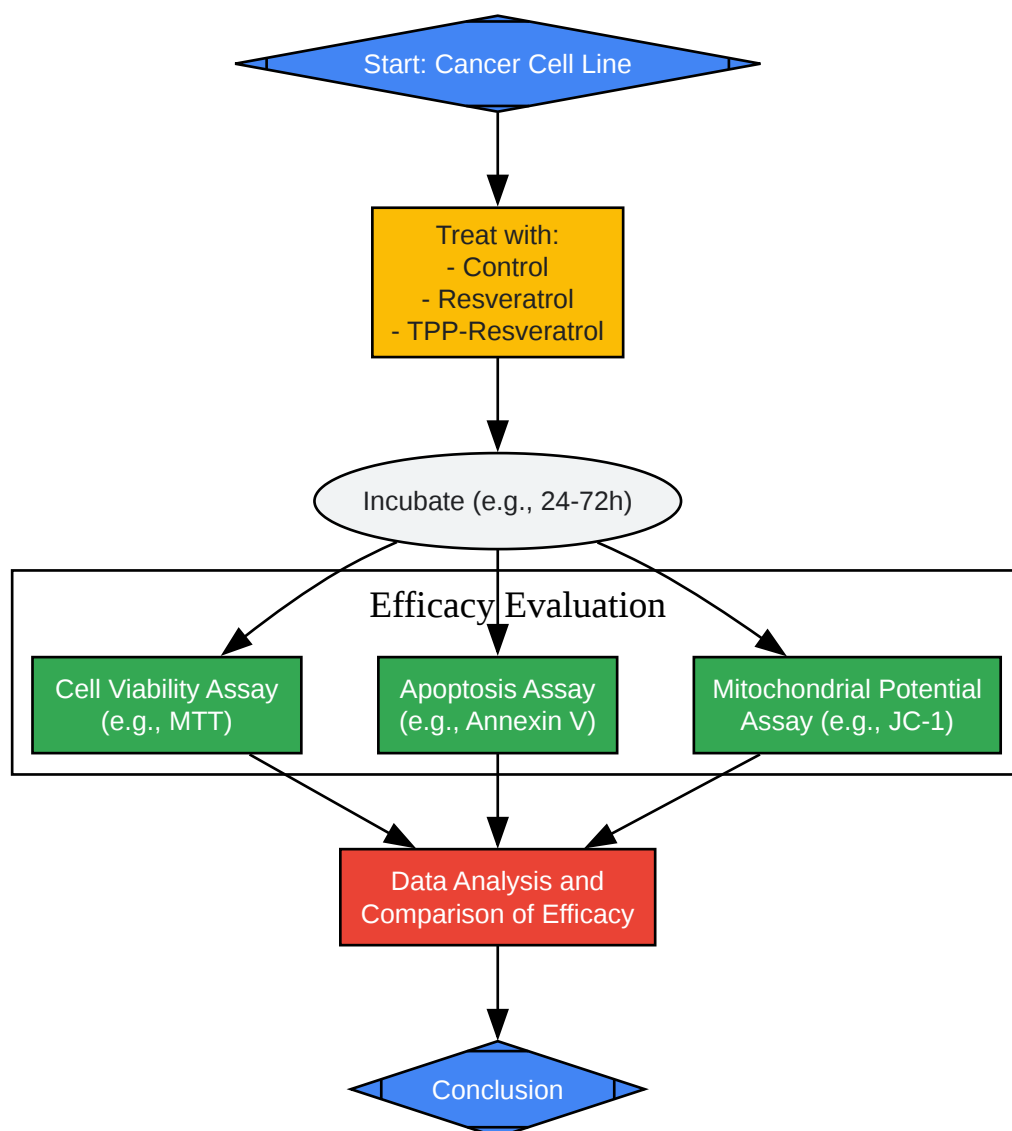 Start: Cancer Cell Line
Treat with:
- Control
- Resveratrol
- TPP-Resveratrol
Incubate (e.g., 24-72h)
Efficacy Evaluation
Cell Viability Assay
(e.g., MTT)
Apoptosis Assay
(e.g., Annexin V)
Mitochondrial Potential
Assay (e.g., JC-1)
Data Analysis and
Comparison of Efficacy
Conclusion